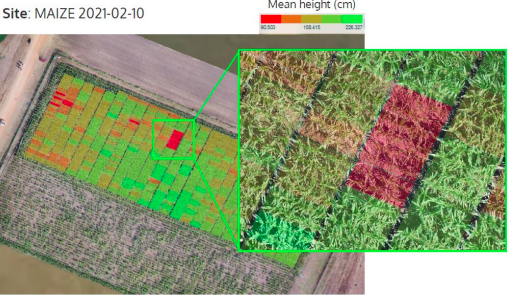 Site: MAIZE 2021-02-10
Mean height (cm)
90.503 158.415 226.327